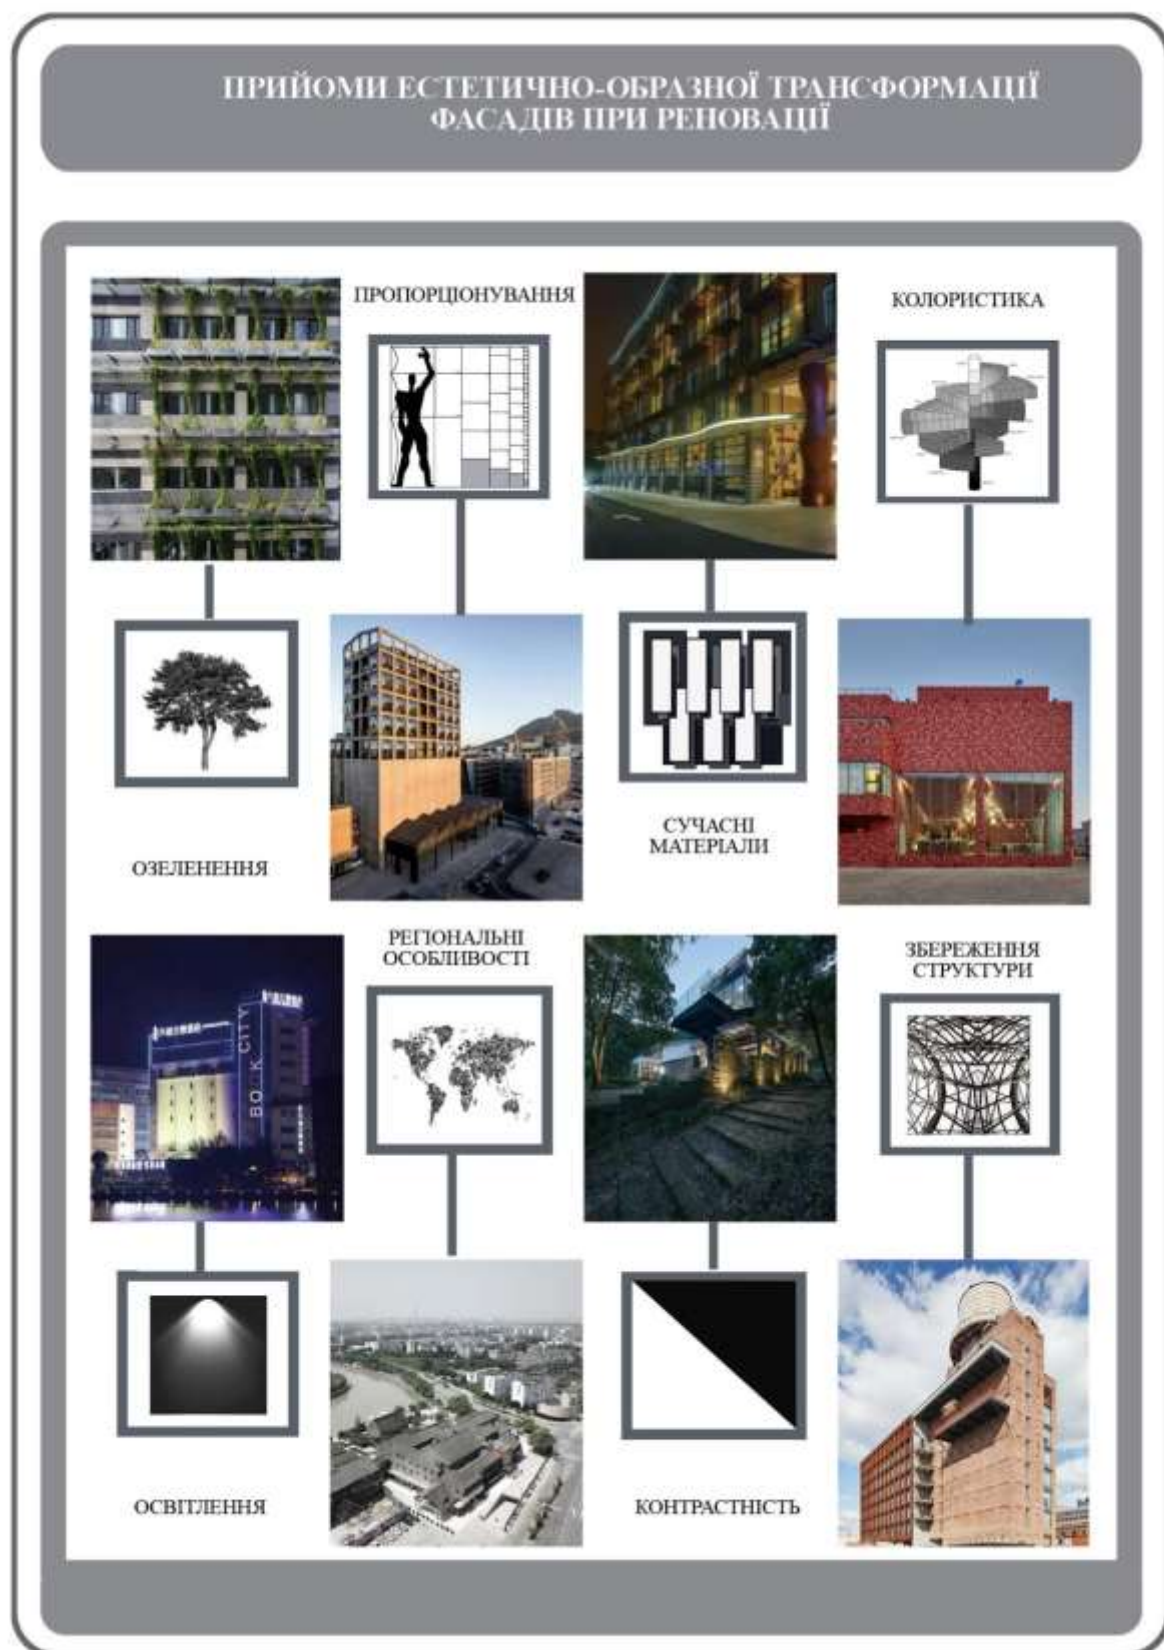 ПРИЙОМИ ЕСТЕТИЧНО-ОБРАЗНОЇ ТРАНСФОРМАЦІЇ
ФАСАДІВ ПРИ РЕНОВАЦІЇ
ПРОПОРЦІОНУВАННЯ
КОЛОРИСТИКА
ОЗЕЛЕНЕННЯ
СУЧАСНІ
МАТЕРІАЛИ
РЕГІОНАЛЬНІ
ОСОБЛИВОСТІ
ЗБЕРЕЖЕННЯ
СТРУКТУРИ
BOOK CITY
ОСВІТЛЕННЯ
КОНТРАСТНІСТЬ